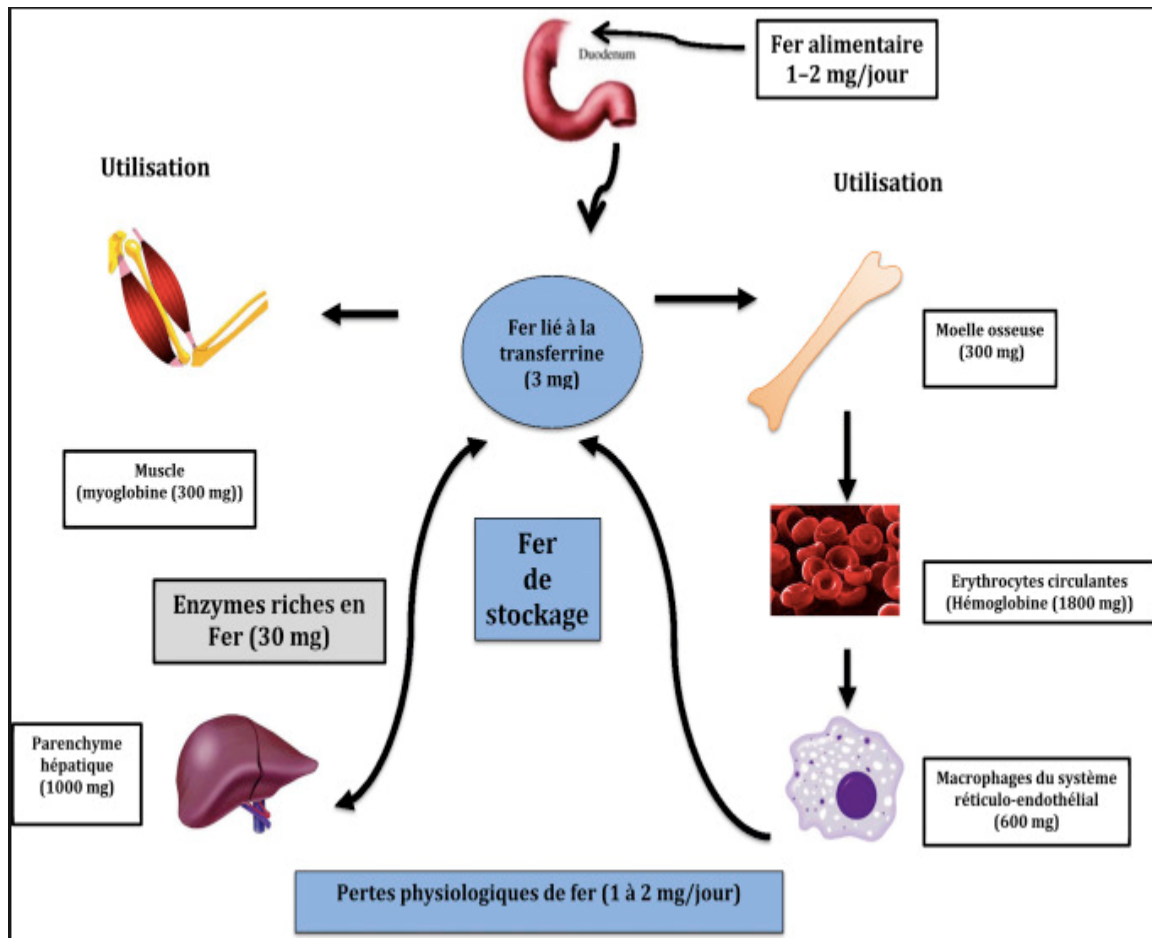 Duodenum
Fer alimentaire
1–2 mg/jour
Utilisation
Utilisation
Fer lié à la
transferrine
(3 mg)
Moelle osseuse
(300 mg)
Muscle
(myoglobine (300 mg))
Fer
de
stockage
Enzymes riches en
Fer (30 mg)
Erythrocytes circulantes
(Hémoglobine (1800 mg))
Parenchyme
hépatique
(1000 mg)
Macrophages du système
réticulo-endothélial
(600 mg)
Pertes physiologiques de fer (1 à 2 mg/jour)